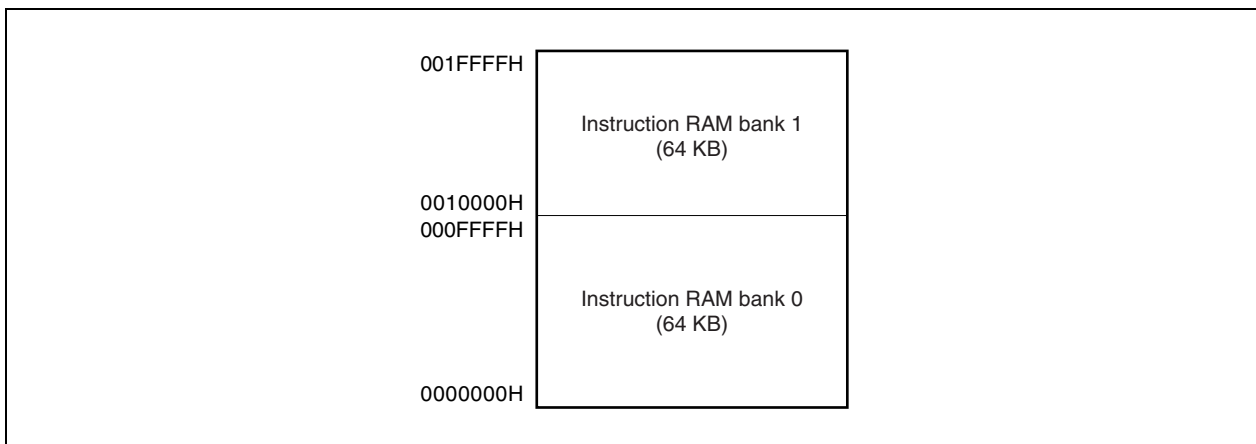 001FFFFH
Instruction RAM bank 1
(64 KB)
0010000H
000FFFFH
Instruction RAM bank 0
(64 KB)
0000000H